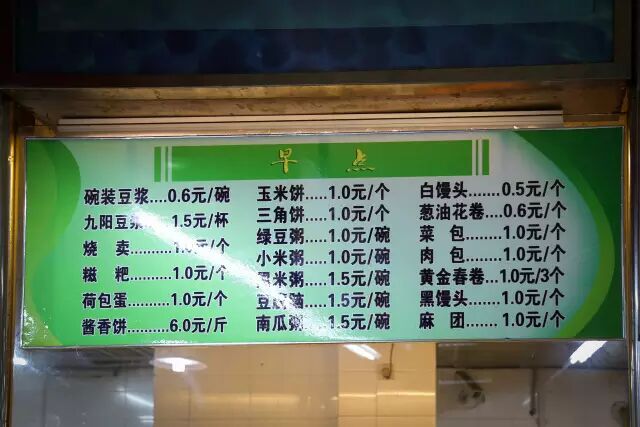 早点
碗装豆浆....0.6元/碗
九阳豆浆....1.5元/杯
烧 卖.........1.0元/个
糍 粑.........1.0元/个
荷包蛋.........1.0元/个
酱香饼..........6.0元/斤
玉米饼.....1.0元/个
三角饼.....1.0元/个
绿豆粥.....1.0元/碗
小米粥.....1.0元/碗
黑米粥.....1.5元/碗
1.5元/碗
南瓜粥.....1.5元/碗
白馒头.......0.5元/个
葱油花卷...0.6元/个
菜 包.......1.0元/个
肉 包.......1.0元/个
黄金春卷...1.0元/3个
黑馒头.......1.0元/个
麻 团.......1.0元/个